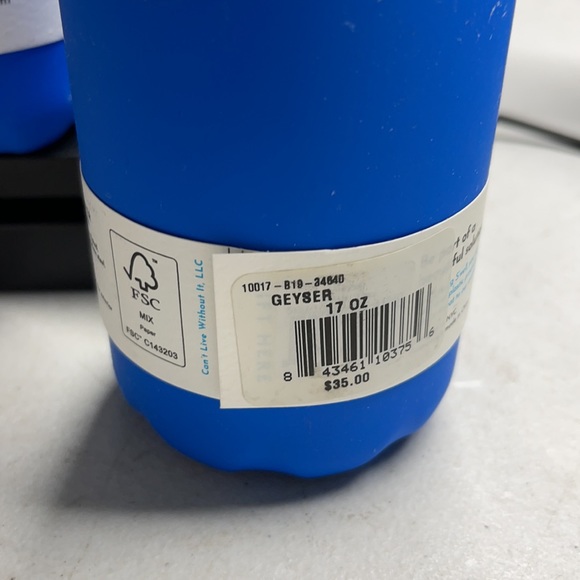 FSC
MIX
Paper
FSC™ C143203
Can't Live Without It, LLC
10017-B19-34640
GEYSER
17 OZ
8 43461 10375 6
$35.00